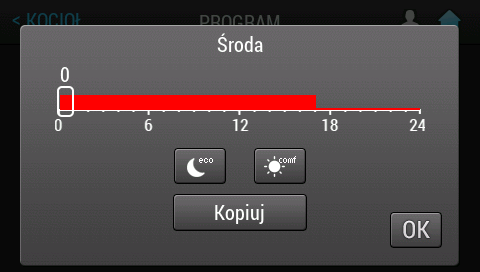 < KOCIOŁ PROGRAM
Środa
0
0 6 12 18 24
eco comf
Kopiuj
OK